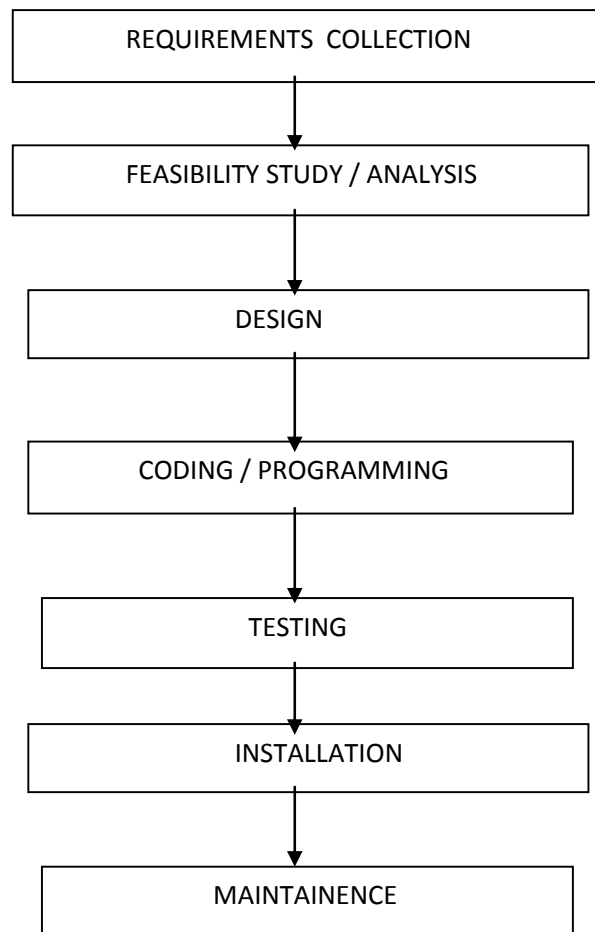 REQUIREMENTS COLLECTION
FEASIBILITY STUDY / ANALYSIS
DESIGN
CODING / PROGRAMMING
TESTING
INSTALLATION
MAINTAINENCE